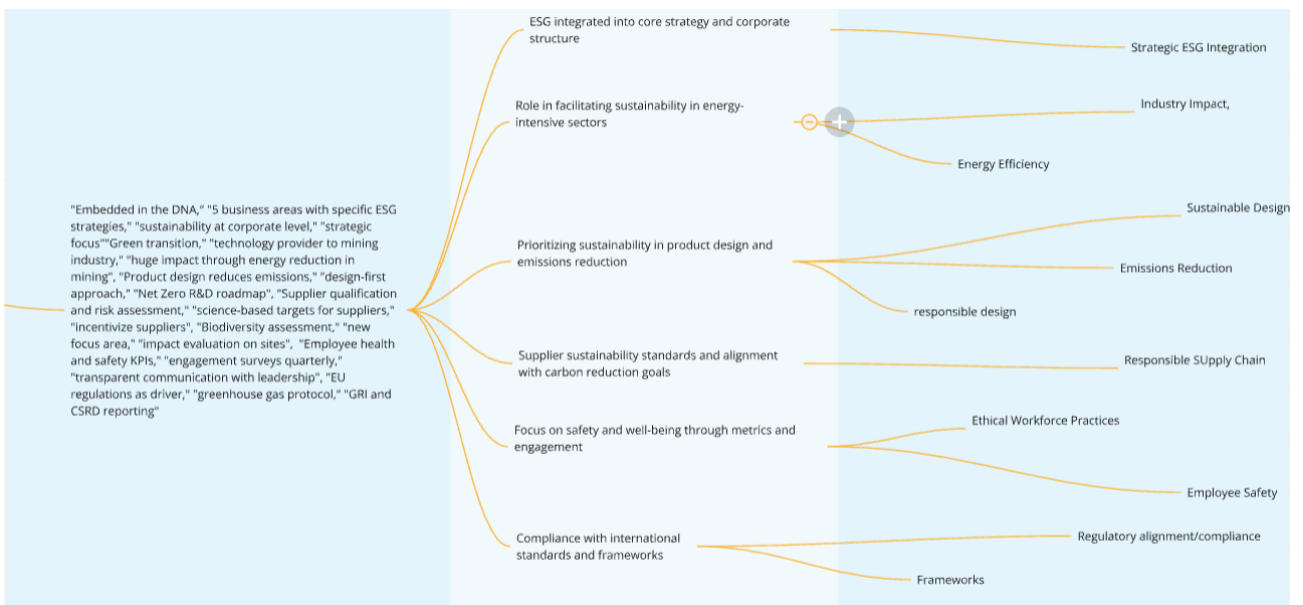 "Embedded in the DNA," "5 business areas with specific ESG
strategies," "sustainability at corporate level," "strategic
focus""Green transition," "technology provider to mining
industry," "huge impact through energy reduction in
mining", "Product design reduces emissions," "design-first
approach," "Net Zero R&D roadmap", "Supplier qualification
and risk assessment," "science-based targets for suppliers,"
"incentivize suppliers", "Biodiversity assessment," "new
focus area," "impact evaluation on sites",  "Employee health
and safety KPIs," "engagement surveys quarterly,"
"transparent communication with leadership", "EU
regulations as driver," "greenhouse gas protocol," "GRI and
CSRD reporting"
ESG integrated into core strategy and corporate
structure
Strategic ESG Integration
Role in facilitating sustainability in energy-
intensive sectors
Industry Impact,
Energy Efficiency
Prioritizing sustainability in product design and
emissions reduction
Sustainable Design
Emissions Reduction
responsible design
Supplier sustainability standards and alignment
with carbon reduction goals
Responsible SUpply Chain
Focus on safety and well-being through metrics and
engagement
Ethical Workforce Practices
Employee Safety
Compliance with international
standards and frameworks
Regulatory alignment/compliance
Frameworks